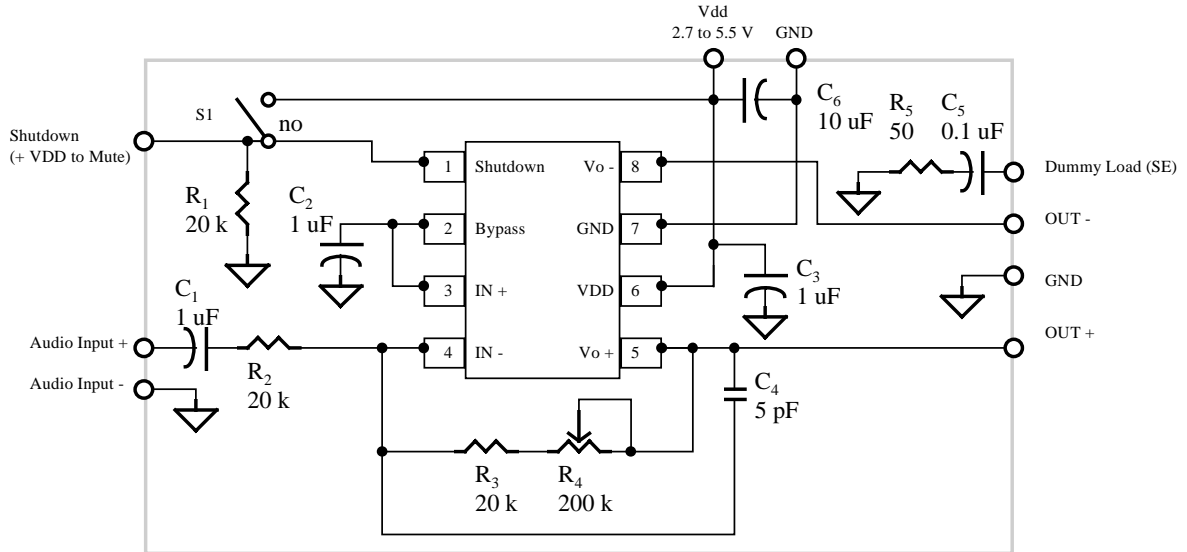 Vdd
2.7 to 5.5 V
GND
S1
no
Shutdown
(+ VDD to Mute)
R1
20 k
C2
1 uF
C1
1 uF
Audio Input +
Audio Input -
R2
20 k
1
Shutdown
2
Bypass
3
IN +
4
IN -
Vo -
8
GND
7
VDD
6
Vo +
5
C6
10 uF
R5
50
C5
0.1 uF
Dummy Load (SE)
OUT -
GND
OUT +
C3
1 uF
C4
5 pF
R3
20 k
R4
200 k